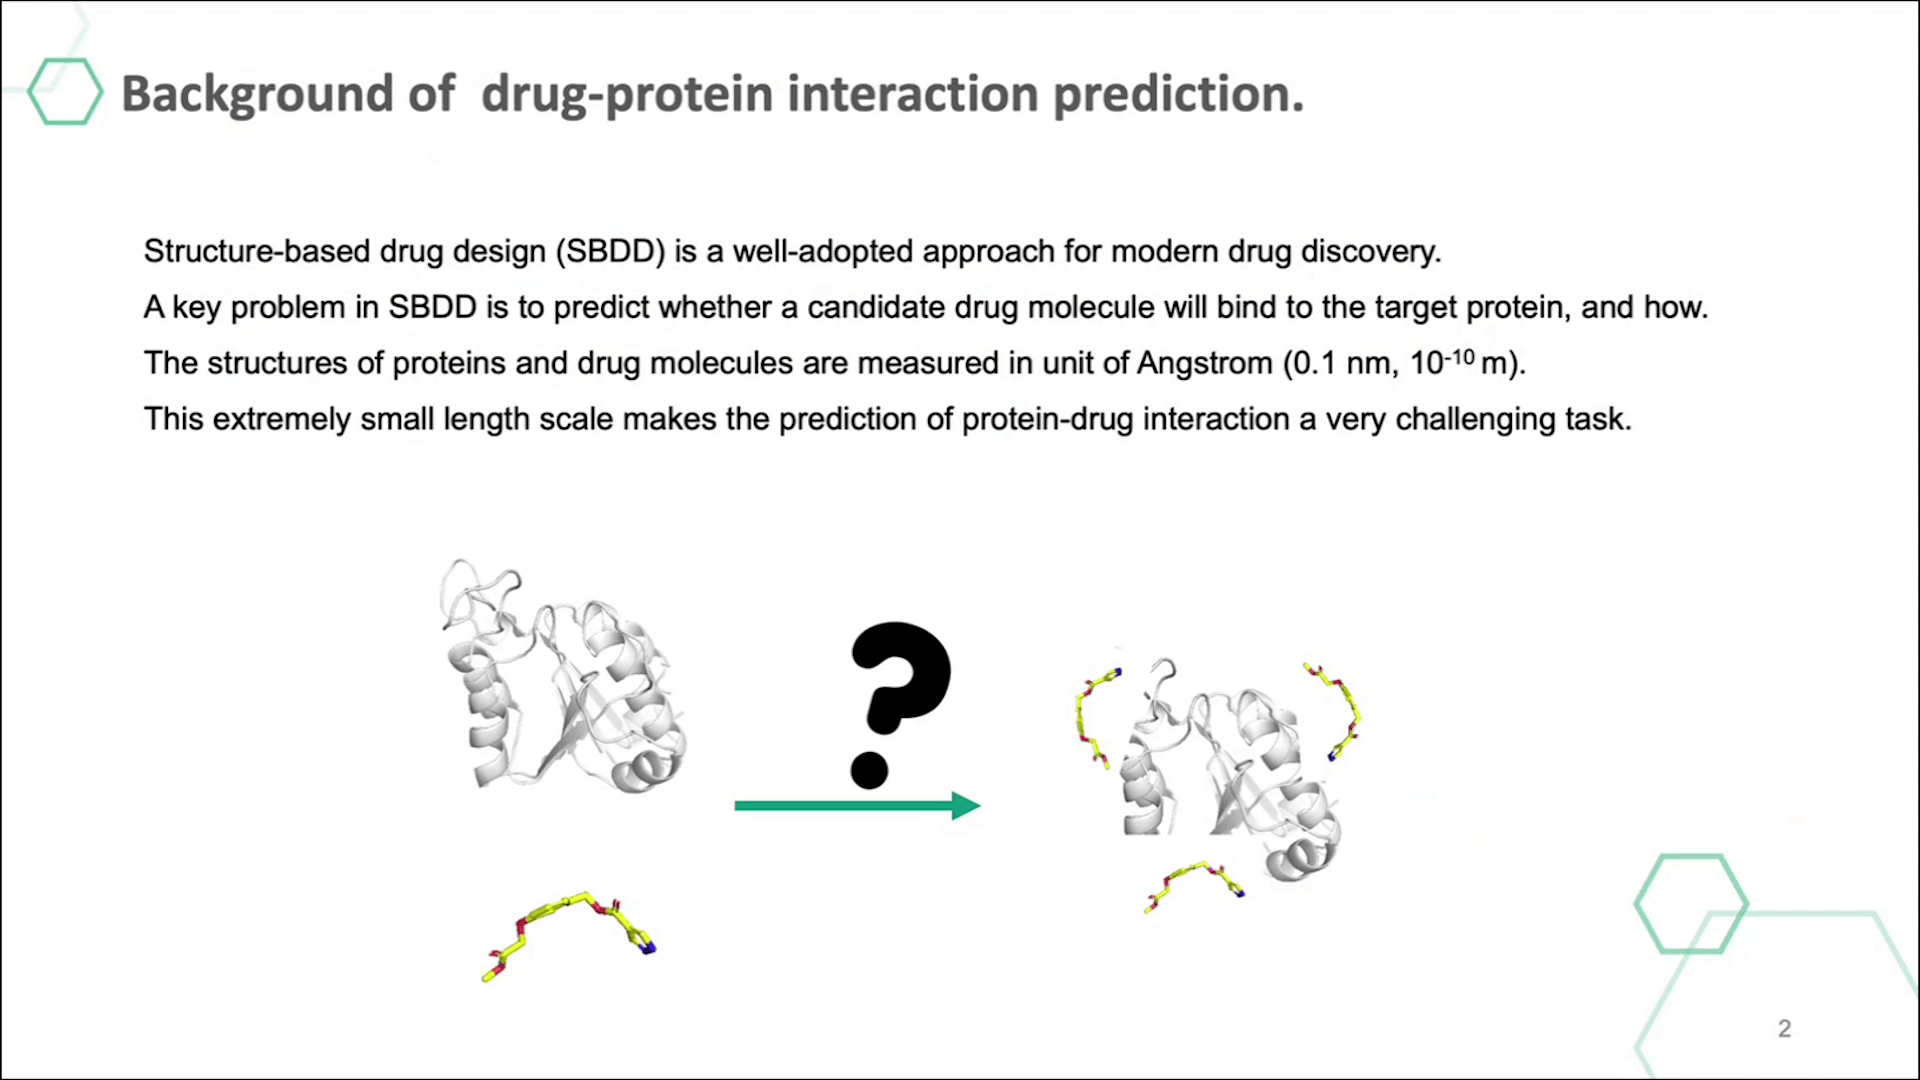 Background of  drug-protein interaction prediction.
Structure-based drug design (SBDD) is a well-adopted approach for modern drug discovery.
A key problem in SBDD is to predict whether a candidate drug molecule will bind to the target protein, and how.
The structures of proteins and drug molecules are measured in unit of Angstrom (0.1 nm, 10⁻¹⁰ m).
This extremely small length scale makes the prediction of protein-drug interaction a very challenging task.
?
2